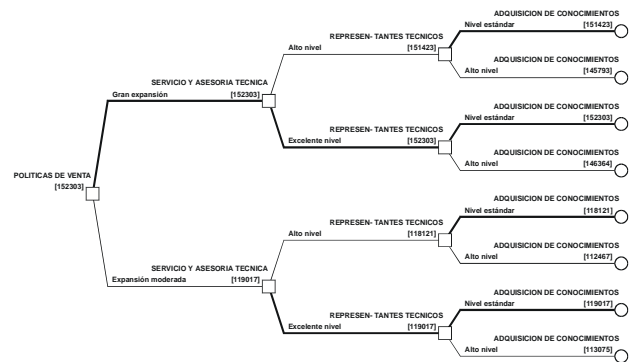 ADQUISICION DE CONOCIMIENTOS
Nivel estándar [151423]
REPRESEN- TANTES TECNICOS
Alto nivel [151423]
ADQUISICION DE CONOCIMIENTOS
Alto nivel [145793]
SERVICIO Y ASESORIA TECNICA
Gran expansión [152303]
ADQUISICION DE CONOCIMIENTOS
Nivel estándar [152303]
REPRESEN- TANTES TECNICOS
Excelente nivel [152303]
ADQUISICION DE CONOCIMIENTOS
Alto nivel [146364]
POLITICAS DE VENTA
[152303]
ADQUISICION DE CONOCIMIENTOS
Nivel estándar [118121]
REPRESEN- TANTES TECNICOS
Alto nivel [118121]
ADQUISICION DE CONOCIMIENTOS
Alto nivel [112467]
SERVICIO Y ASESORIA TECNICA
Expansión moderada [119017]
ADQUISICION DE CONOCIMIENTOS
Nivel estándar [119017]
REPRESEN- TANTES TECNICOS
Excelente nivel [119017]
ADQUISICION DE CONOCIMIENTOS
Alto nivel [113075]